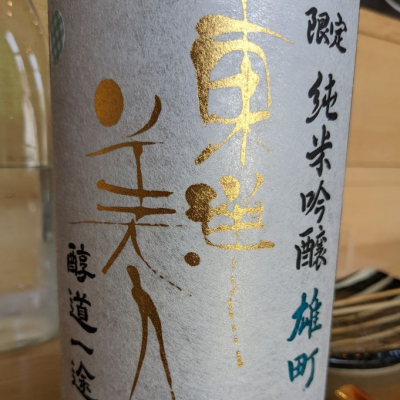 限定 純米吟醸 雄町
東洋
美人
醇道一途